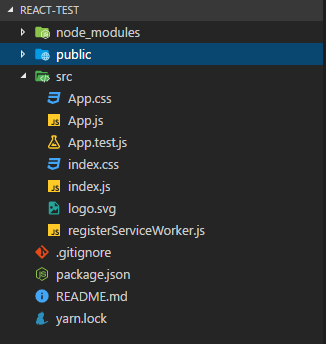 REACT-TEST
node_modules
public
src
App.css
App.js
App.test.js
index.css
index.js
logo.svg
registerServiceWorker.js
.gitignore
package.json
README.md
yarn.lock